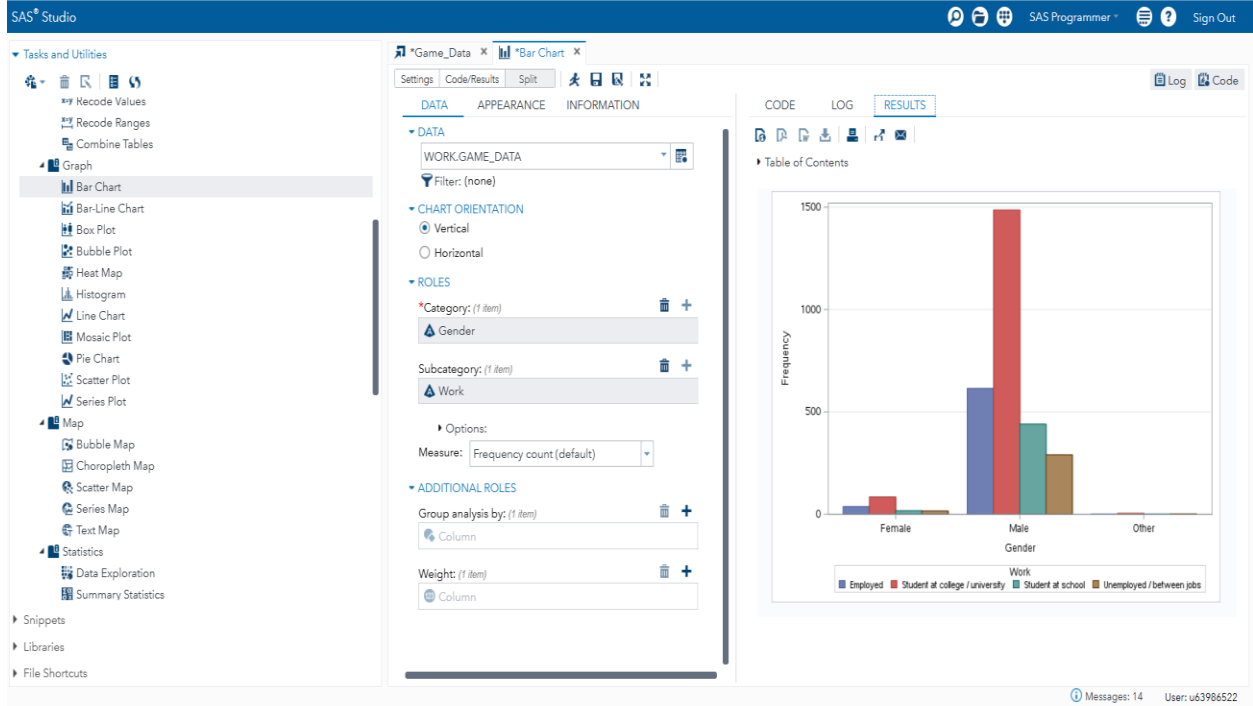 SAS® Studio
SAS Programmer
Sign Out
Tasks and Utilities
Recode Values
Recode Ranges
Combine Tables
Graph
Bar Chart
Bar-Line Chart
Box Plot
Bubble Plot
Heat Map
Histogram
Line Chart
Mosaic Plot
Pie Chart
Scatter Plot
Series Plot
Map
Bubble Map
Choropleth Map
Scatter Map
Series Map
Text Map
Statistics
Data Exploration
Summary Statistics
Snippets
Libraries
File Shortcuts
*Game_Data x *Bar Chart x
Settings Code/Results Split
Log Code
DATA APPEARANCE INFORMATION
DATA
WORK.GAME_DATA
Filter: (none)
CHART ORIENTATION
Vertical
Horizontal
ROLES
*Category: (1 item)
Gender
Subcategory: (1 item)
Work
Options:
Measure: Frequency count (default)
ADDITIONAL ROLES
Group analysis by: (1 item)
Column
Weight: (1 item)
Column
CODE LOG RESULTS
Table of Contents
1500
1000
500
0
Frequency
Female Male Other
Gender
Work
Employed Student at college / university Student at school Unemployed / between jobs
Messages: 14 User: u63986522